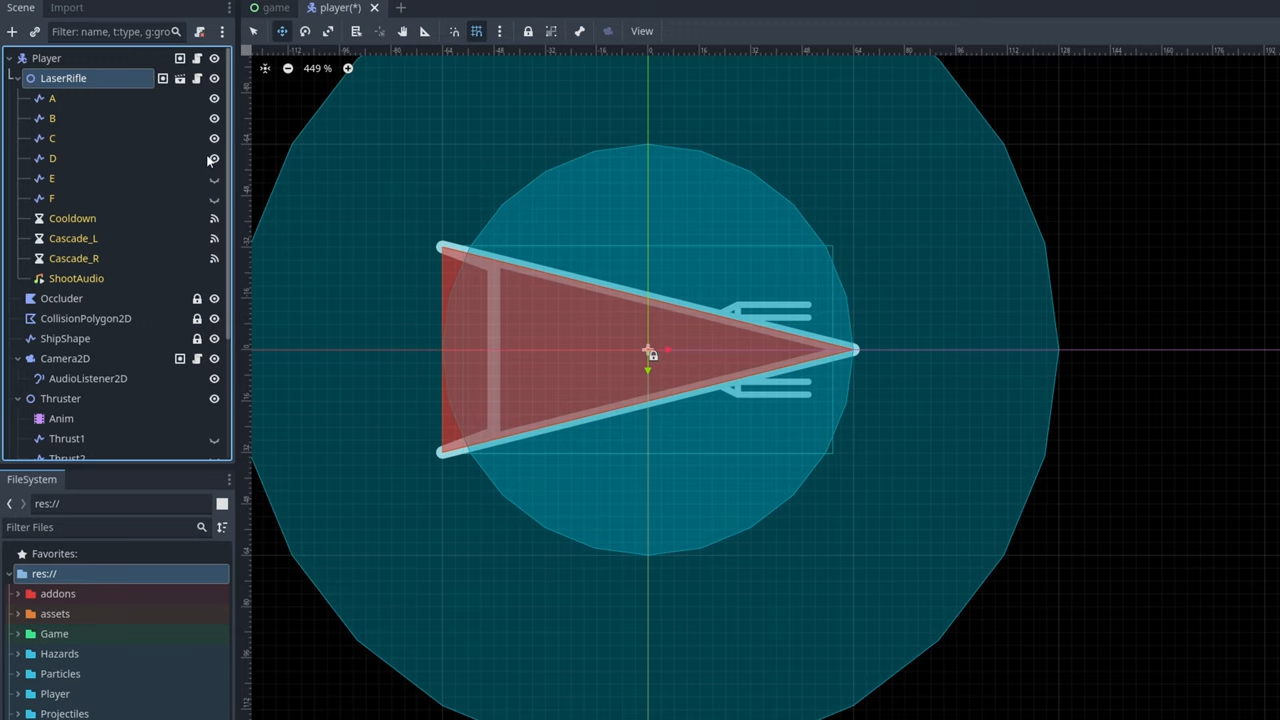 Scene Import
game player(*)
Filter: name, t:type, g:gro
View
Player
LaserRifle
A
B
C
D
E
F
Cooldown
Cascade_L
Cascade_R
ShootAudio
Occluder
CollisionPolygon2D
ShipShape
Camera2D
AudioListener2D
Thruster
Anim
Thrust1
Thrust2
449 %
FileSystem
res://
Filter Files
Favorites:
res://
addons
assets
Game
Hazards
Particles
Player
Projectiles